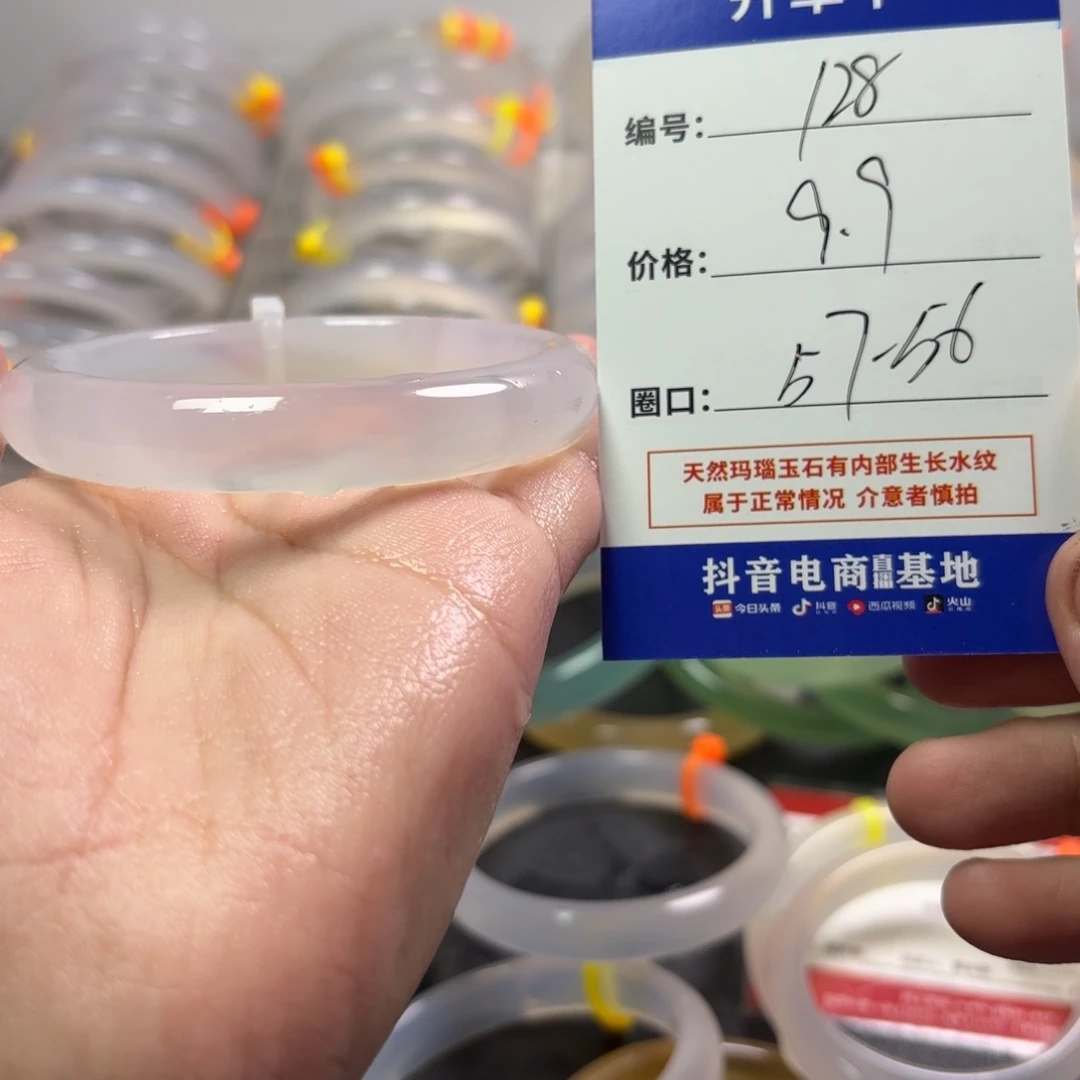 编号：128
价格：9.9
圈口：57-56
天然玛瑙玉石有内部生长水纹
属于正常情况 介意者慎拍
抖音电商直播基地
今日头条 抖音 西瓜视频 火山